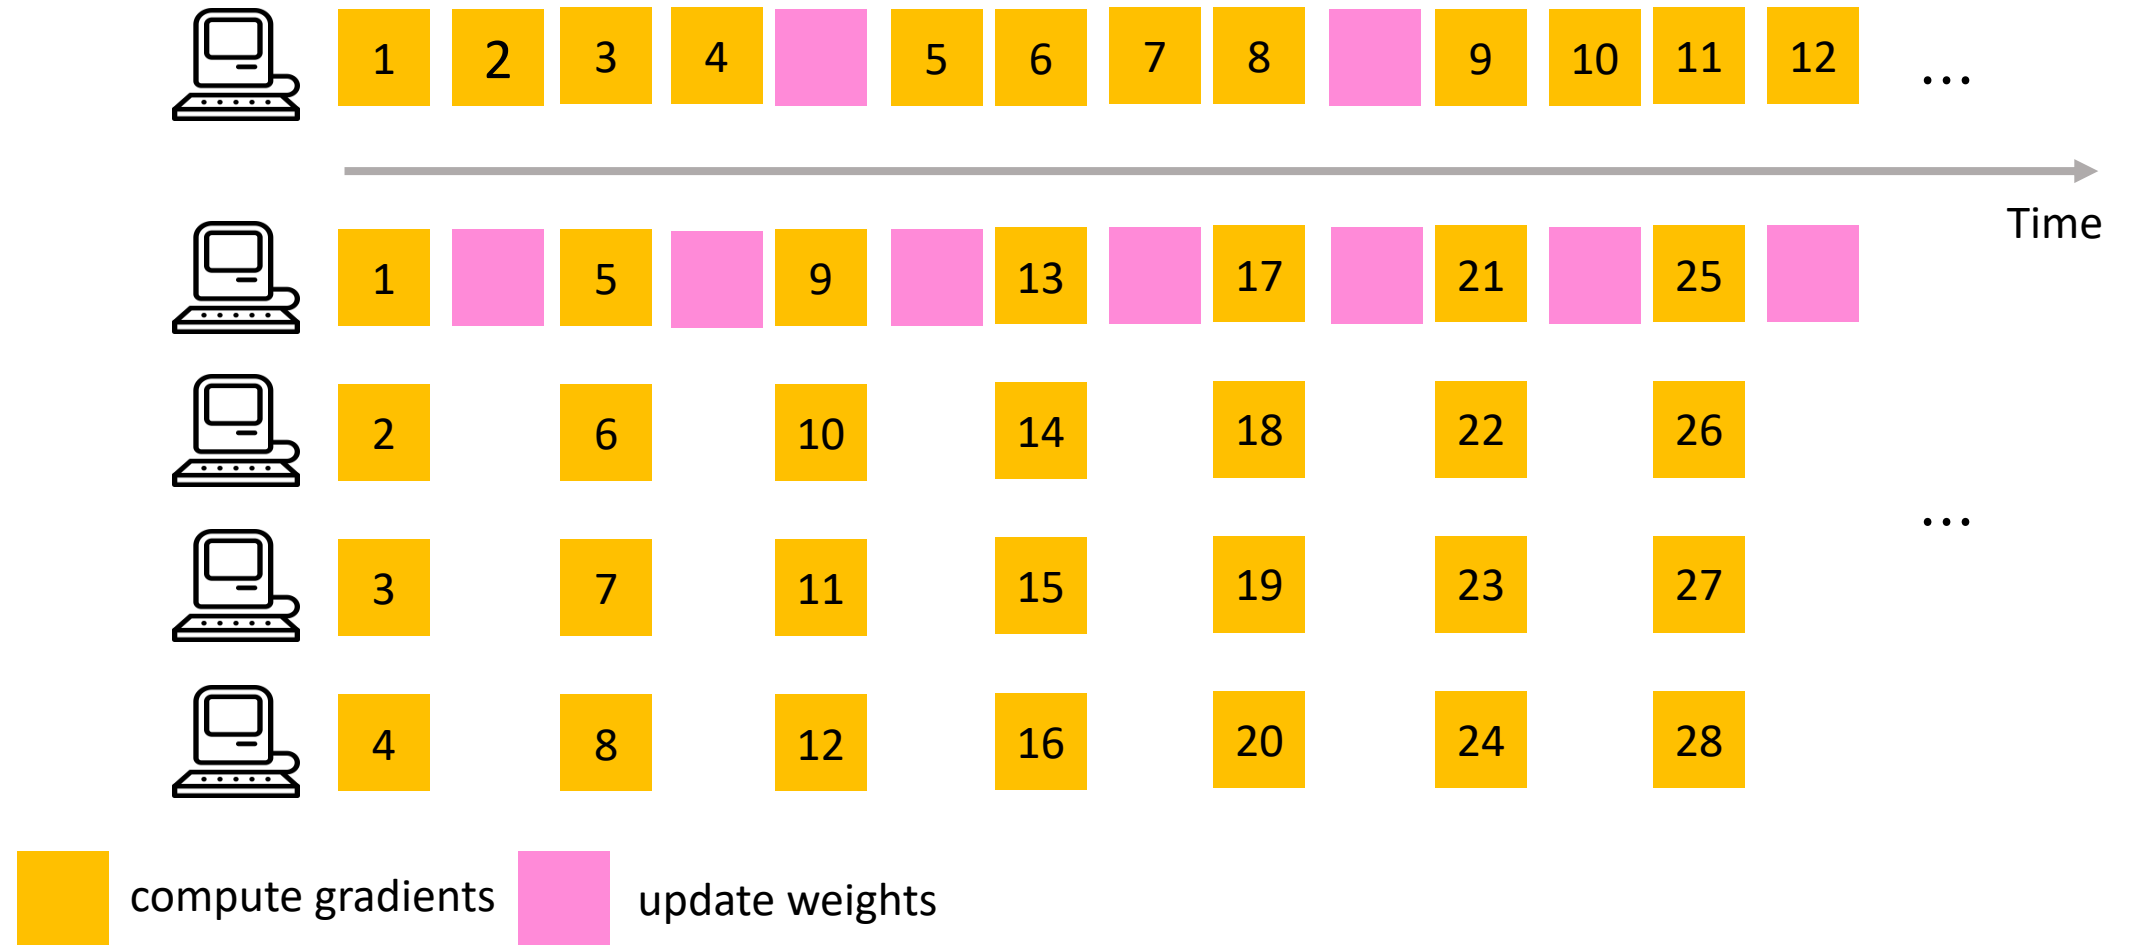 1 2 3 4 5 6 7 8 9 10 11 12 ...
Time
1 5 9 13 17 21 25
2 6 10 14 18 22 26
...
3 7 11 15 19 23 27
4 8 12 16 20 24 28
compute gradients update weights